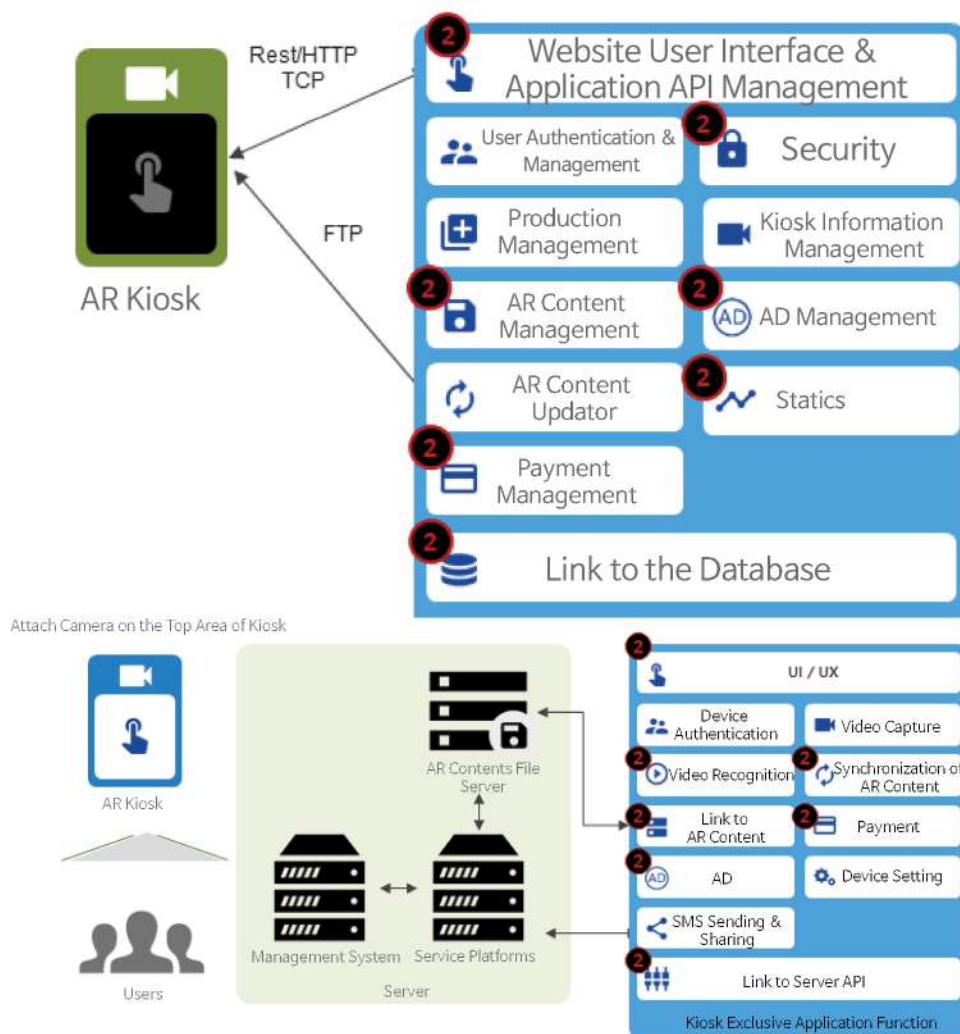 Rest/HTTP
TCP
FTP
AR Kiosk
2
Website User Interface &
Application API Management
User Authentication &
Management
2
Security
Production
Management
Kiosk Information
Management
2
AR Content
Management
2
AD
AD Management
AR Content
Updator
2
Statics
2
Payment
Management
2
Link to the Database
Attach Camera on the Top Area of Kiosk
AR Kiosk
Users
AR Contents File
Server
Management System
Service Platforms
Server
2
UI / UX
Device
Authentication
Video Capture
2
Video Recognition
2
Synchronization of
AR Content
2
Link to
AR Content
2
Payment
2
AD
AD
Device Setting
SMS Sending &
Sharing
2
Link to Server API
Kiosk Exclusive Application Function